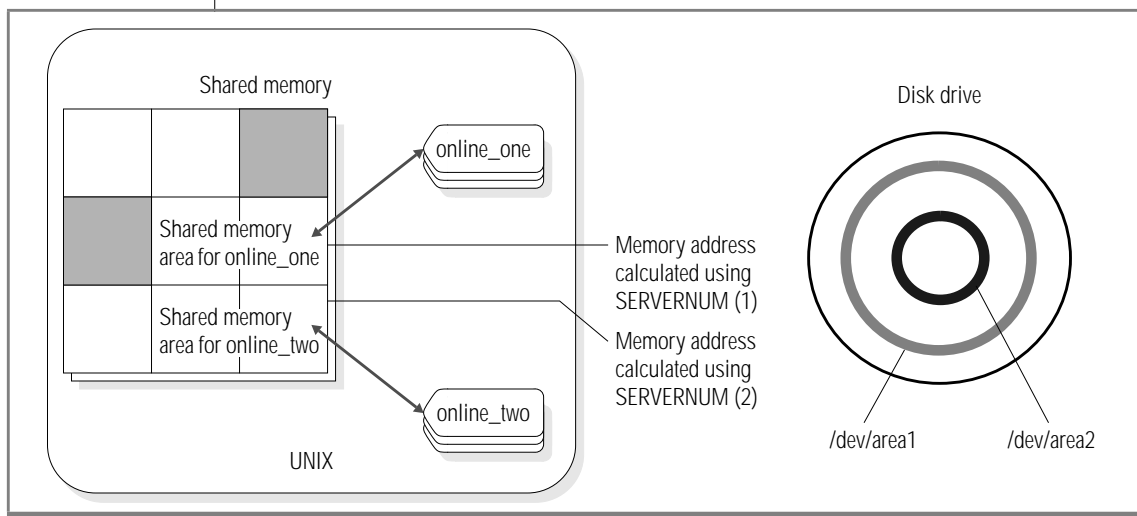 Shared memory
online_one
Shared memory
area for online_one
Shared memory
area for online_two
online_two
UNIX
Memory address
calculated using
SERVERNUM (1)
Memory address
calculated using
SERVERNUM (2)
Disk drive
/dev/area1
/dev/area2